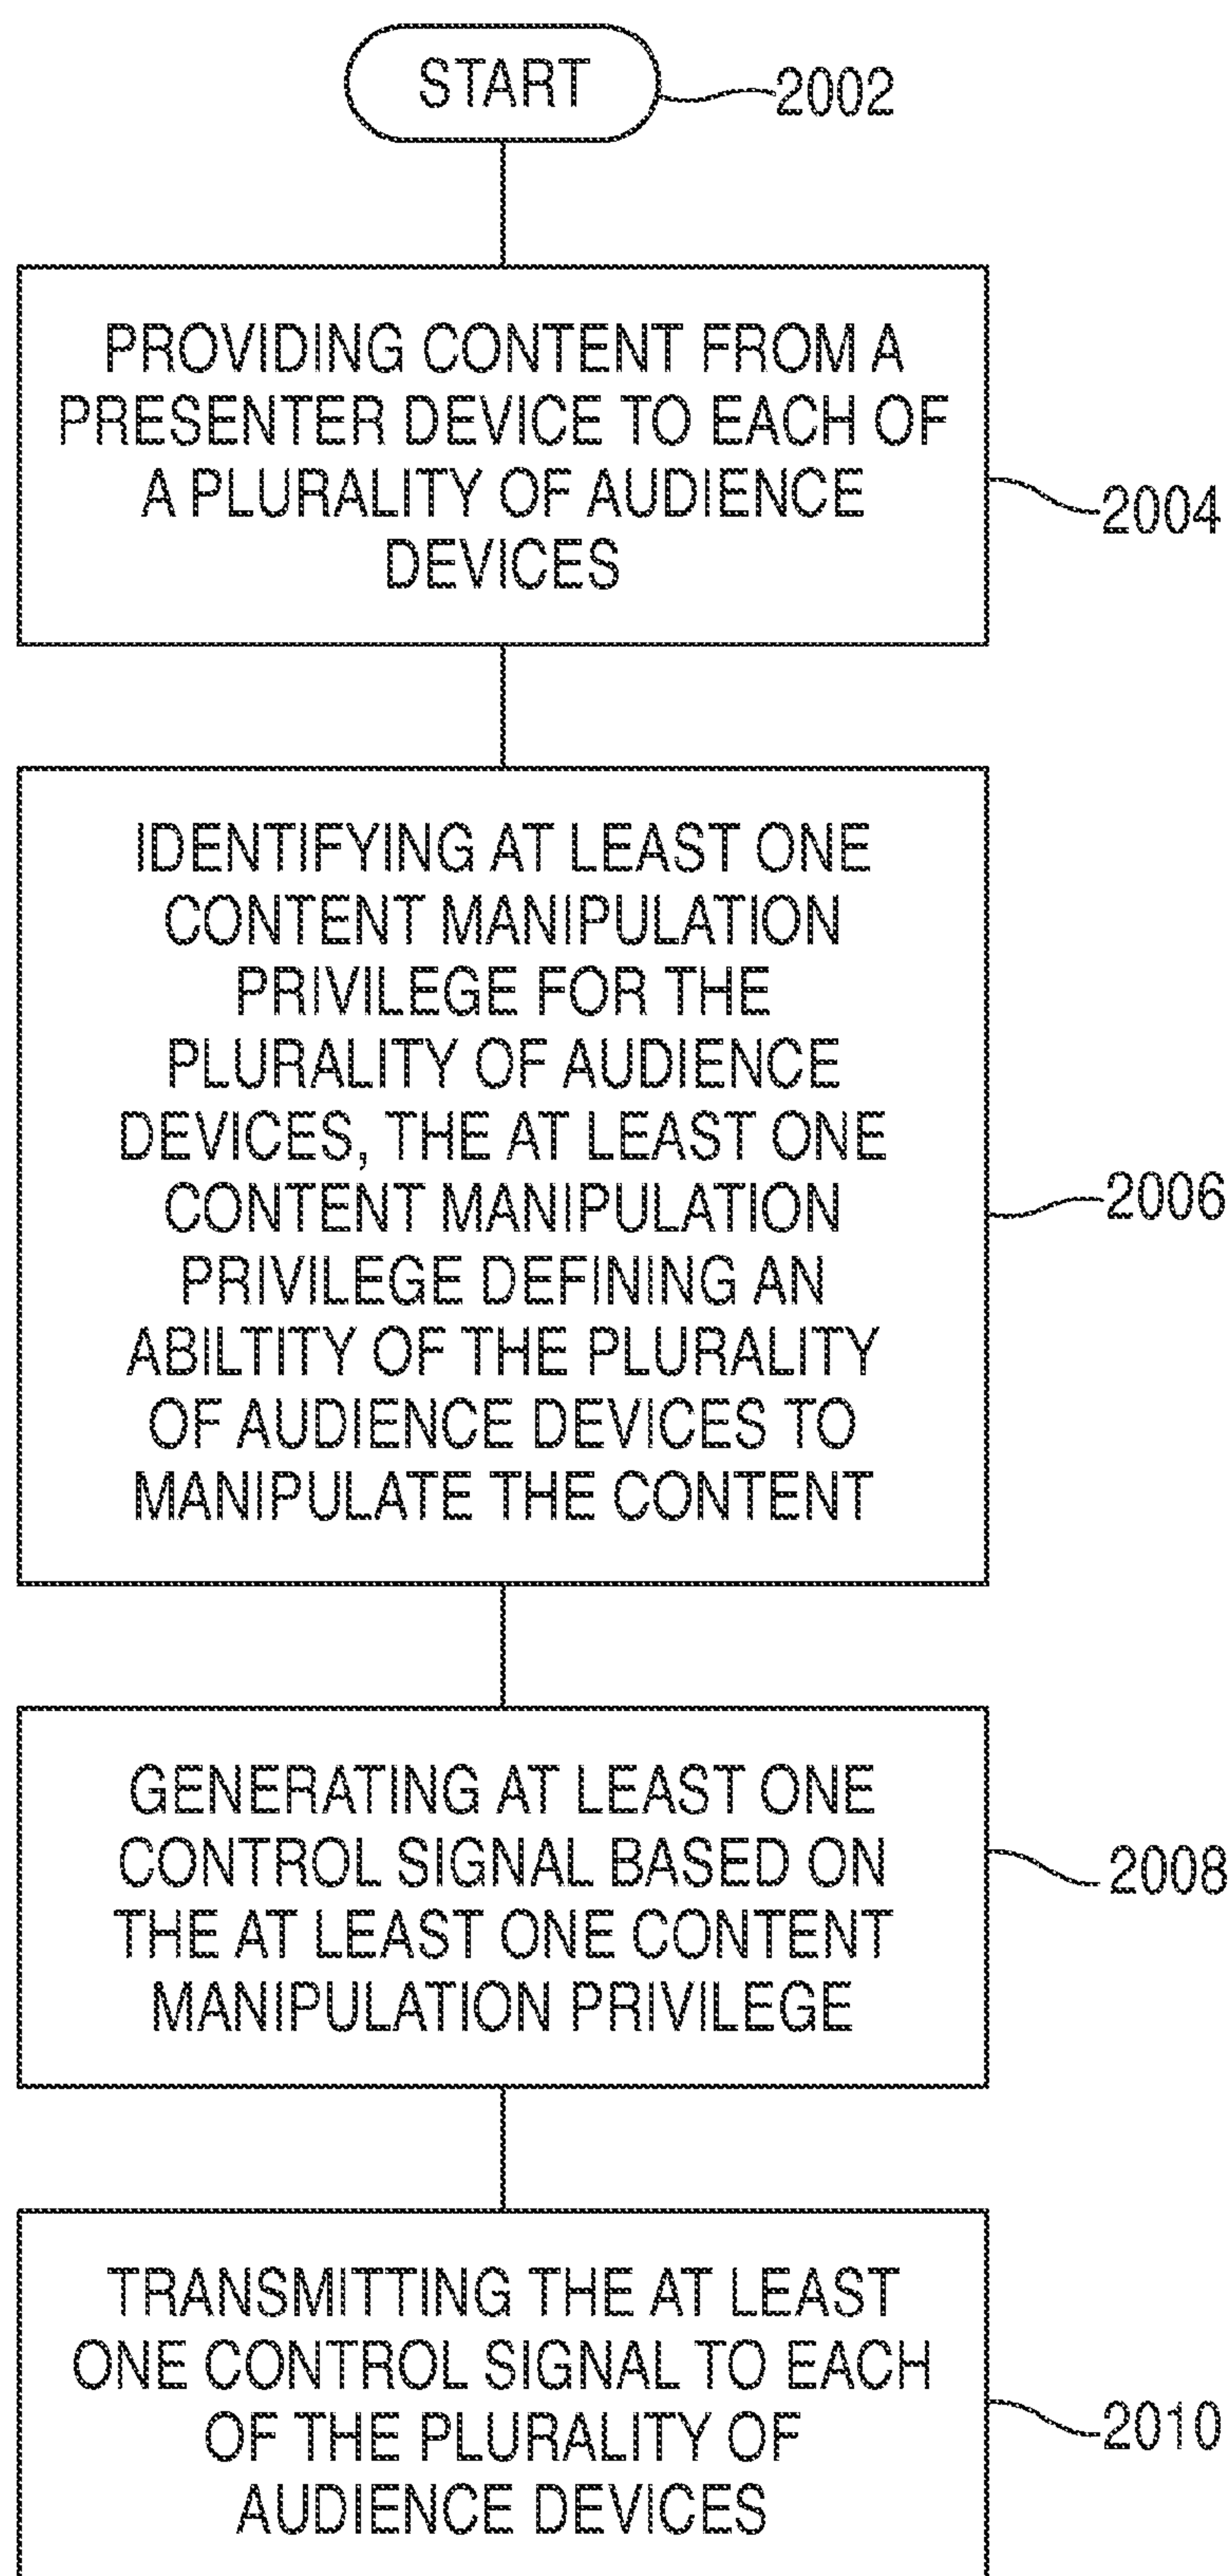 START
2002
PROVIDING CONTENT FROM A
PRESENTER DEVICE TO EACH OF
A PLURALITY OF AUDIENCE
DEVICES
2004
IDENTIFYING AT LEAST ONE
CONTENT MANIPULATION
PRIVILEGE FOR THE
PLURALITY OF AUDIENCE
DEVICES, THE AT LEAST ONE
CONTENT MANIPULATION
PRIVILEGE DEFINING AN
ABILTITY OF THE PLURALITY
OF AUDIENCE DEVICES TO
MANIPULATE THE CONTENT
2006
GENERATING AT LEAST ONE
CONTROL SIGNAL BASED ON
THE AT LEAST ONE CONTENT
MANIPULATION PRIVILEGE
2008
TRANSMITTING THE AT LEAST
ONE CONTROL SIGNAL TO EACH
OF THE PLURALITY OF
AUDIENCE DEVICES
2010